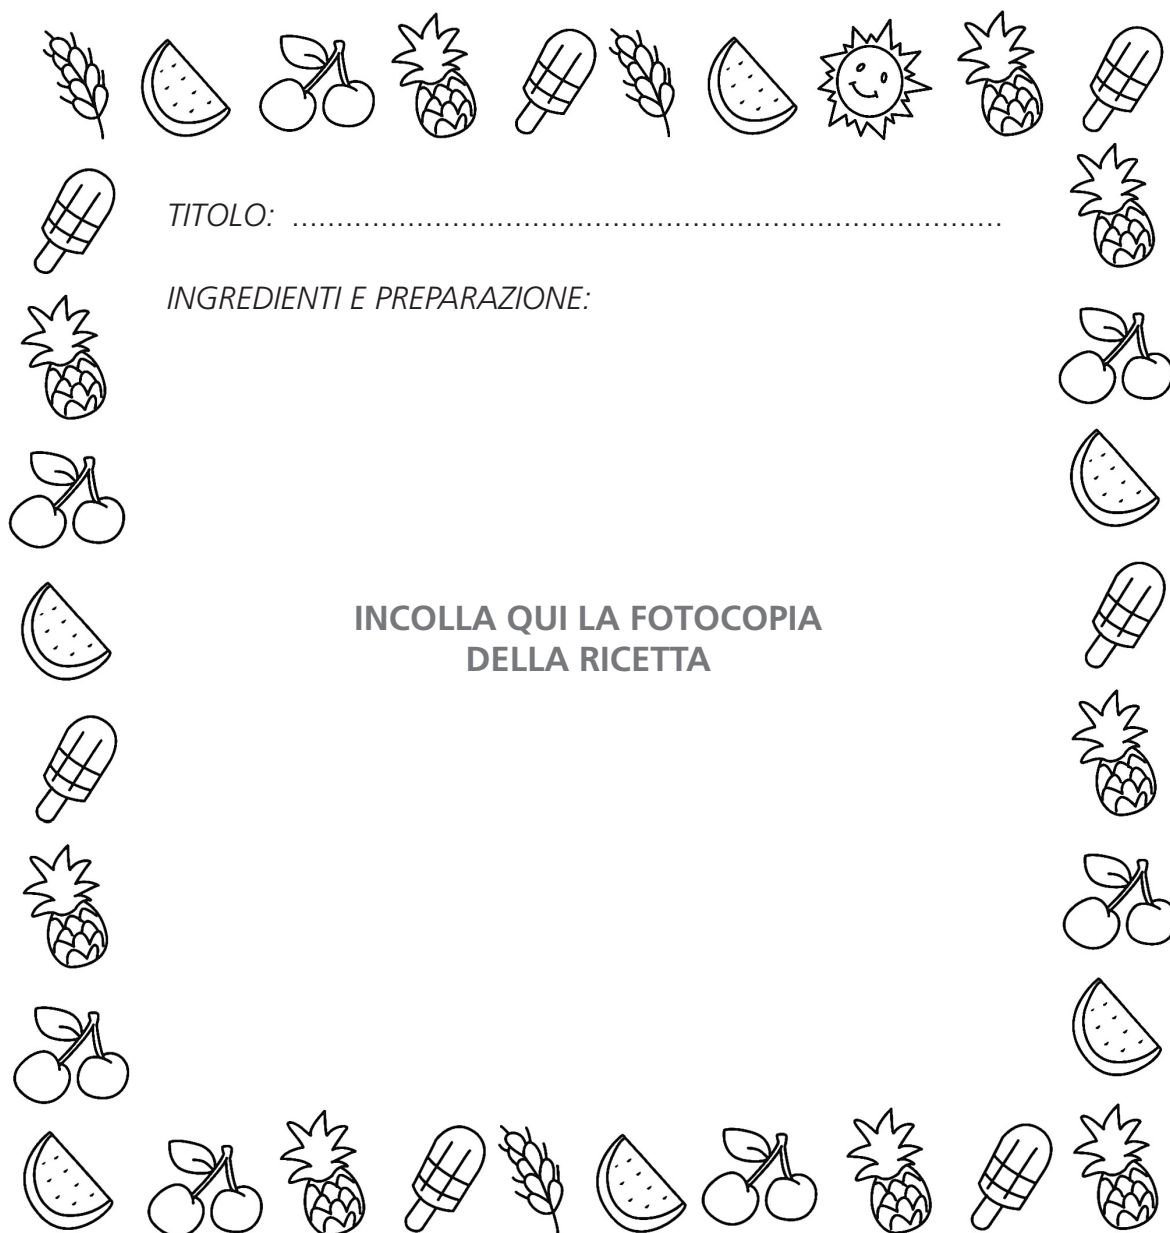 TITOLO: ...........................................................................
INGREDIENTI E PREPARAZIONE:
INCOLLA QUI LA FOTOCOPIA
DELLA RICETTA